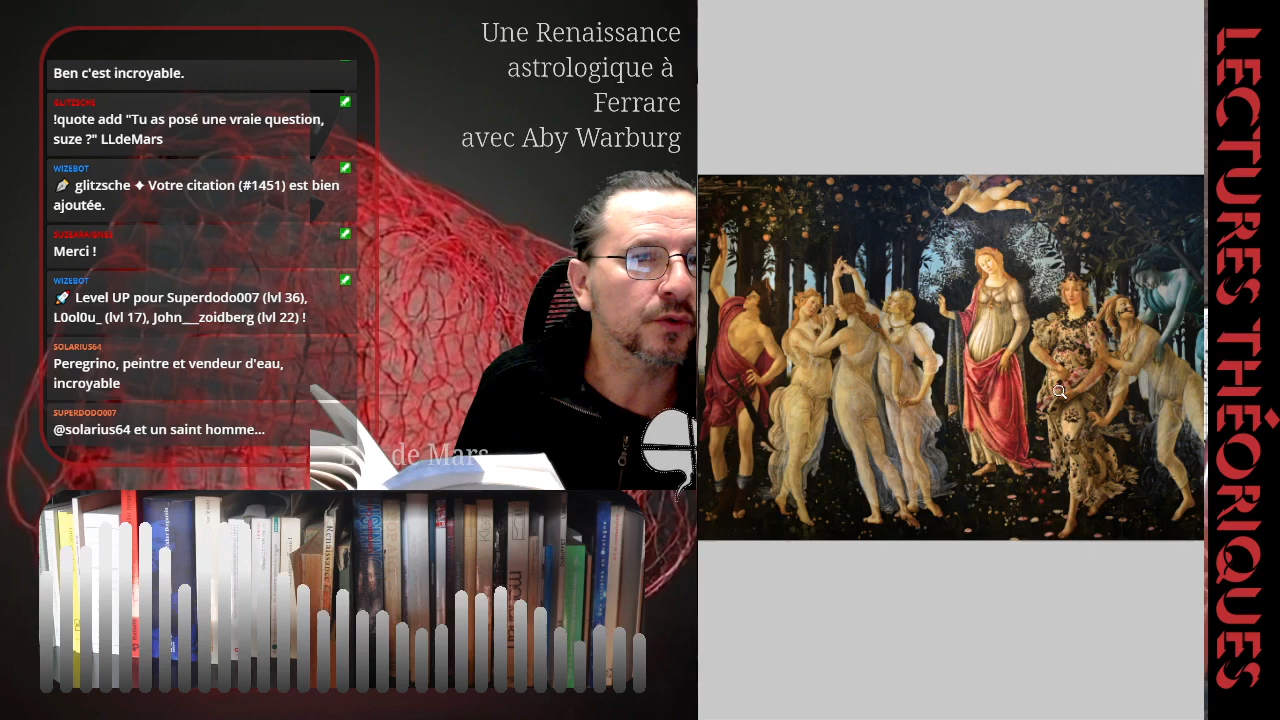 Une Renaissance
astrologique à
Ferrare
avec Aby Warburg
Ben c'est incroyable.
GLITZSCHE
!quote add "Tu as posé une vraie question,
suze ?" LLdeMars
WIZEBOT
glitzsche ✦ Votre citation (#1451) est bien
ajoutée.
Merci !
WIZEBOT
🚀 Level UP pour Superdodo007 (lvl 36),
L0ol0u_ (lvl 17), John___zoidberg (lvl 22) !
SOLARIUS64
Peregrino, peintre et vendeur d'eau,
incroyable
SUPERDODO007
@solarius64 et un saint homme...
de Mars
LECTURES THÉORIQUES